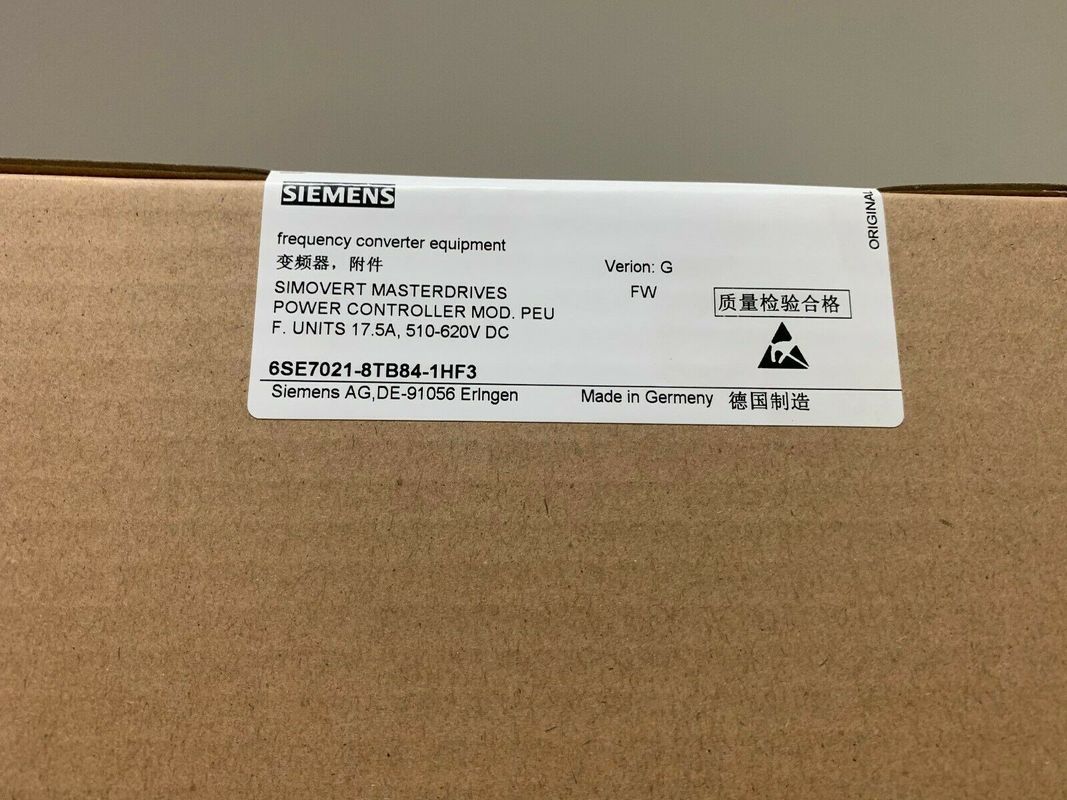 SIEMENS
frequency converter equipment
变频器，附件
SIMOVERT MASTERDRIVES
POWER CONTROLLER MOD. PEU
F. UNITS 17.5A, 510-620V DC
6SE7021-8TB84-1HF3
Siemens AG,DE-91056 Erlngen
Verion: G
FW
质量检验合格
Made in Germeny 德国制造
ORIGINAL